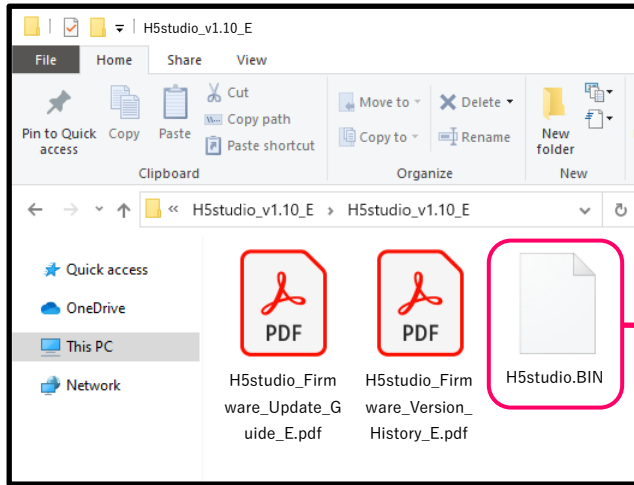 H5studio_v1.10_E
File Home Share View
Pin to Quick access
Copy
Paste
Cut
Copy path
Paste shortcut
Clipboard
Move to
Copy to
Delete
Rename
Organize
New folder
New
« H5studio_v1.10_E › H5studio_v1.10_E
Quick access
OneDrive
This PC
Network
PDF
H5studio_Firm
ware_Update_G
uide_E.pdf
PDF
H5studio_Firm
ware_Version_
History_E.pdf
H5studio.BIN